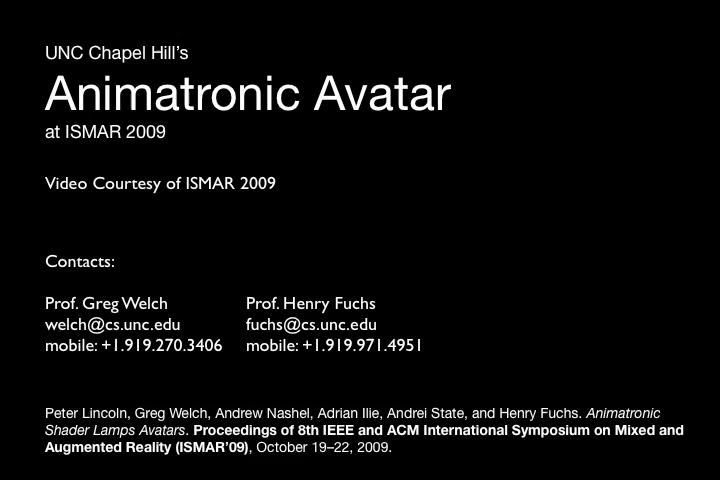 UNC Chapel Hill's
Animatronic Avatar
at ISMAR 2009
Video Courtesy of ISMAR 2009
Contacts:
Prof. Greg Welch
welch@cs.unc.edu
mobile: +1.919.270.3406
Prof. Henry Fuchs
fuchs@cs.unc.edu
mobile: +1.919.971.4951
Peter Lincoln, Greg Welch, Andrew Nashel, Adrian Ilie, Andrei State, and Henry Fuchs. Animatronic
Shader Lamps Avatars. Proceedings of 8th IEEE and ACM International Symposium on Mixed and
Augmented Reality (ISMAR'09), October 19–22, 2009.